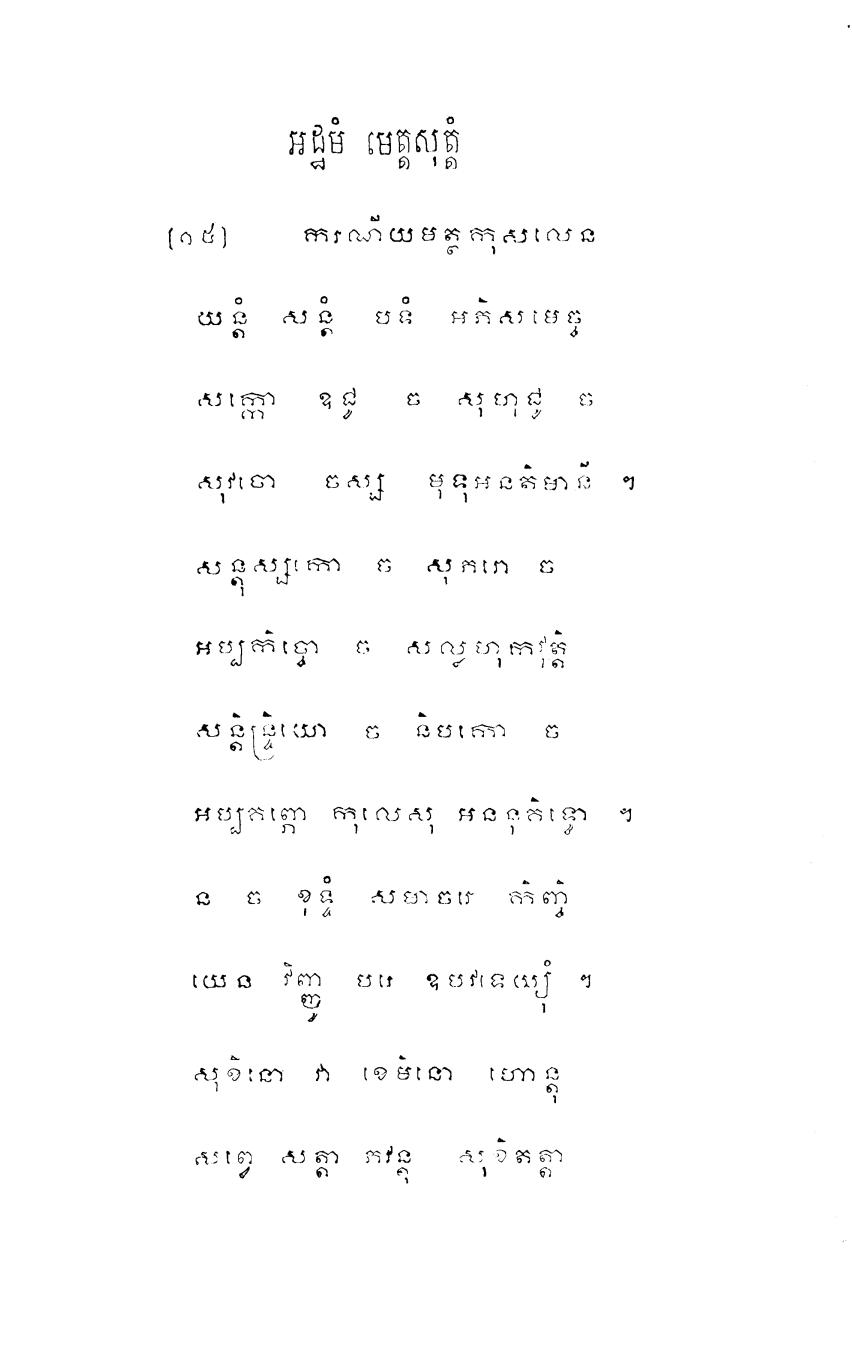 អដ្ឋមំ មេត្តសុត្តំ
[១៥] ករណីយមត្ថកុសលេន
យន្តំ សន្តំ បទំ អភិសមេច្ច
សក្កោ ឧជូ ច សុហុជូ ច
សុវចោ ចស្ស មុទុអនតិមានី ។
សន្តុស្សកោ ច សុភរោ ច
អប្បកិច្ចោ ច សល្លហុកវុត្តិ
សន្តិន្ទ្រិយោ ច និបកោ ច
អប្បគព្ភោ កុលេសុ អននុគិទ្ធោ ។
ន ច ខុទ្ទំ សមាចរេ កិញ្ចិ
យេន វិញ្ញូ បរេ ឧបវទេយ្យុំ ។
សុខិនោ វា ខេមិនោ ហោន្តុ
សព្វេ សត្តា ភវន្តុ សុខិតត្តា